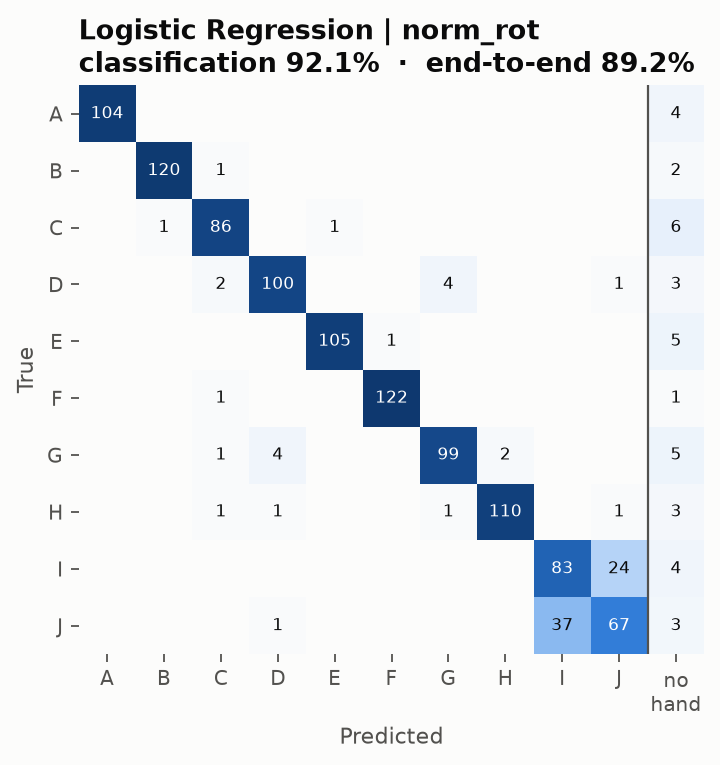 Logistic Regression | norm_rot
classification 92.1%  ·  end-to-end 89.2%
A 104 4
B 120 1 2
C 1 86 1 6
D 2 100 4 1 3
E 105 1 5
F 1 122 1
G 1 4 99 2 5
H 1 1 1 110 1 3
I 83 24 4
J 1 37 67 3
True
A B C D E F G H I J no hand
Predicted